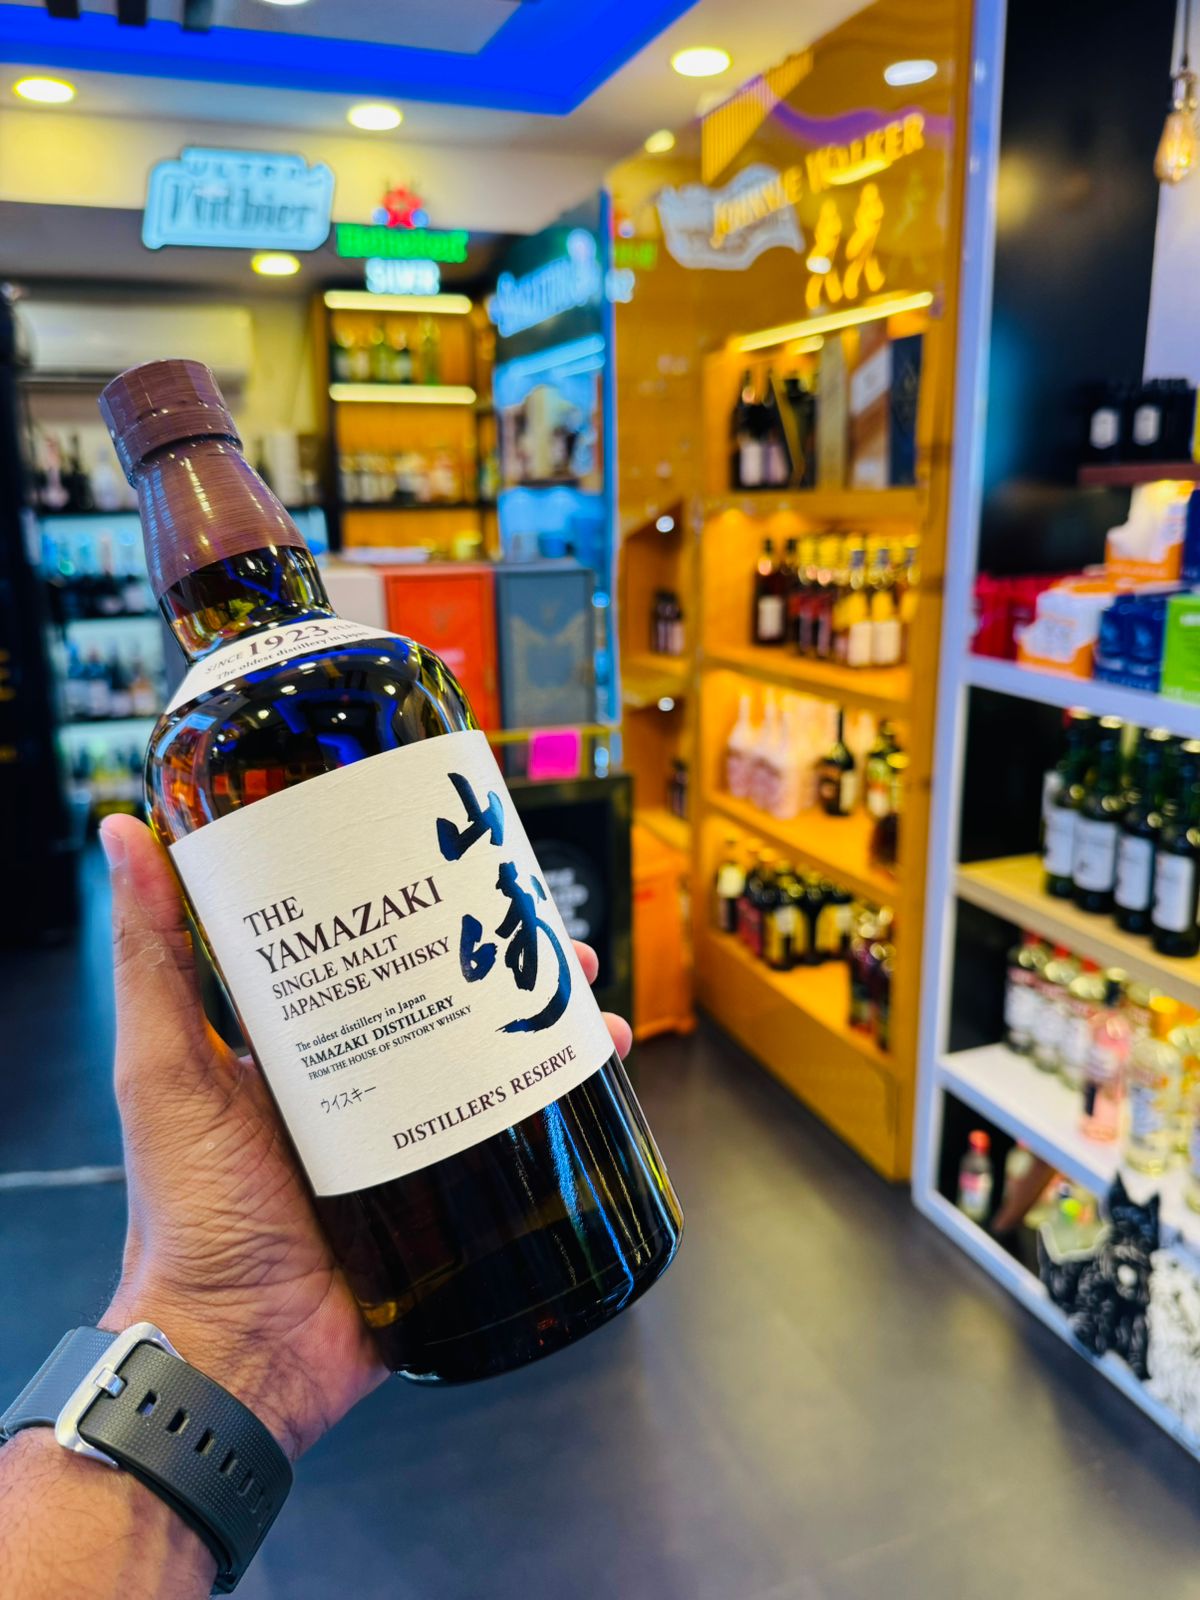 JOHNNIE WALKER
Heineken
SINCE 1923
The oldest distillery in Japan
山
崎
THE
YAMAZAKI
SINGLE MALT
JAPANESE WHISKY
The oldest distillery in Japan
YAMAZAKI DISTILLERY
FROM THE HOUSE OF SUNTORY WHISKY
ウイスキー
DISTILLER'S RESERVE